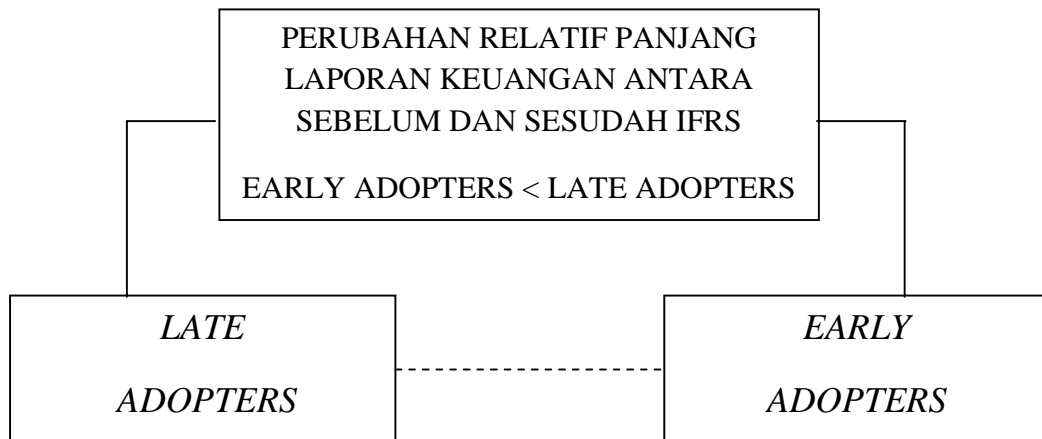 PERUBAHAN RELATIF PANJANG
LAPORAN KEUANGAN ANTARA
SEBELUM DAN SESUDAH IFRS
EARLY ADOPTERS < LATE ADOPTERS
LATE
ADOPTERS
EARLY
ADOPTERS